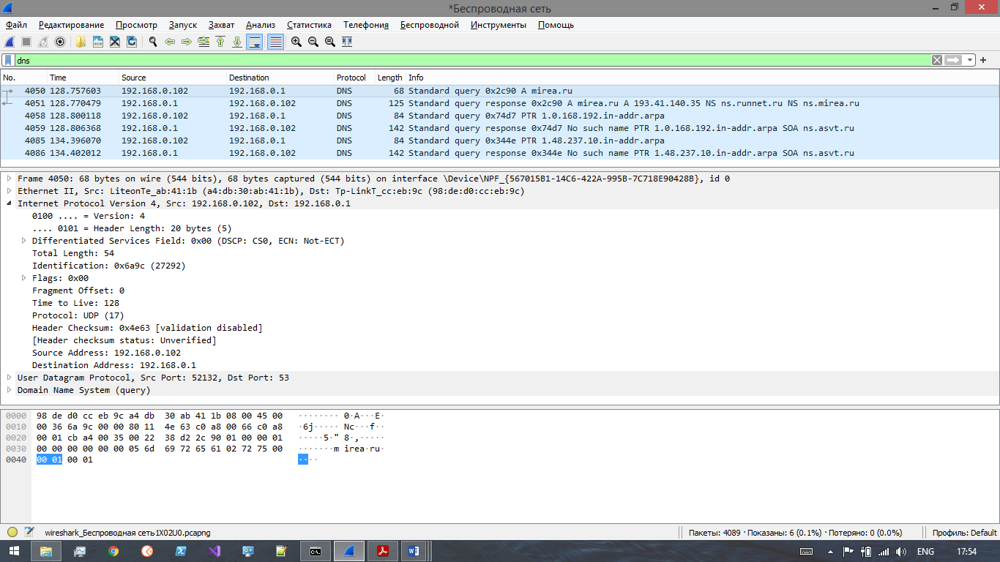 *Беспроводная сеть
Файл Редактирование Просмотр Запуск Захват Анализ Статистика Телефония Беспроводной Инструменты Помощь
dns
No. Time Source Destination Protocol Length Info
4050 128.757603 192.168.0.102 192.168.0.1 DNS 68 Standard query 0x2c90 A mirea.ru
4051 128.770479 192.168.0.1 192.168.0.102 DNS 125 Standard query response 0x2c90 A mirea.ru A 193.41.140.35 NS ns.runnet.ru NS ns.mirea.ru
4058 128.800118 192.168.0.102 192.168.0.1 DNS 84 Standard query 0x74d7 PTR 1.0.168.192.in-addr.arpa
4059 128.806368 192.168.0.1 192.168.0.102 DNS 142 Standard query response 0x74d7 No such name PTR 1.0.168.192.in-addr.arpa SOA ns.asvt.ru
4085 134.396070 192.168.0.102 192.168.0.1 DNS 84 Standard query 0x344e PTR 1.48.237.10.in-addr.arpa
4086 134.402012 192.168.0.1 192.168.0.102 DNS 142 Standard query response 0x344e No such name PTR 1.48.237.10.in-addr.arpa SOA ns.asvt.ru
Frame 4050: 68 bytes on wire (544 bits), 68 bytes captured (544 bits) on interface \Device\NPF_{567015B1-14C6-422A-995B-7C718E90428B}, id 0
Ethernet II, Src: LiteonTe_ab:41:1b (a4:db:30:ab:41:1b), Dst: Tp-LinkT_cc:eb:9c (98:de:d0:cc:eb:9c)
Internet Protocol Version 4, Src: 192.168.0.102, Dst: 192.168.0.1
0100 .... = Version: 4
.... 0101 = Header Length: 20 bytes (5)
Differentiated Services Field: 0x00 (DSCP: CS0, ECN: Not-ECT)
Total Length: 54
Identification: 0x6a9c (27292)
Flags: 0x00
Fragment Offset: 0
Time to Live: 128
Protocol: UDP (17)
Header Checksum: 0x4e63 [validation disabled]
[Header checksum status: Unverified]
Source Address: 192.168.0.102
Destination Address: 192.168.0.1
User Datagram Protocol, Src Port: 52132, Dst Port: 53
Domain Name System (query)
0000 98 de d0 cc eb 9c a4 db 30 ab 41 1b 08 00 45 00 ········ 0·A···E·
0010 00 36 6a 9c 00 00 80 11 4e 63 c0 a8 00 66 c0 a8 ·6j····· Nc···f··
0020 00 01 cb a4 00 35 00 22 38 d2 2c 90 01 00 00 01 ·····5·" 8·,·····
0030 00 00 00 00 00 00 05 6d 69 72 65 61 02 72 75 00 ·······m irea·ru·
0040 00 01 00 01 ····
wireshark_Беспроводная сеть1X02U0.pcapng Пакеты: 4089 · Показаны: 6 (0.1%) · Потеряно: 0 (0.0%) Профиль: Default
ENG 17:54